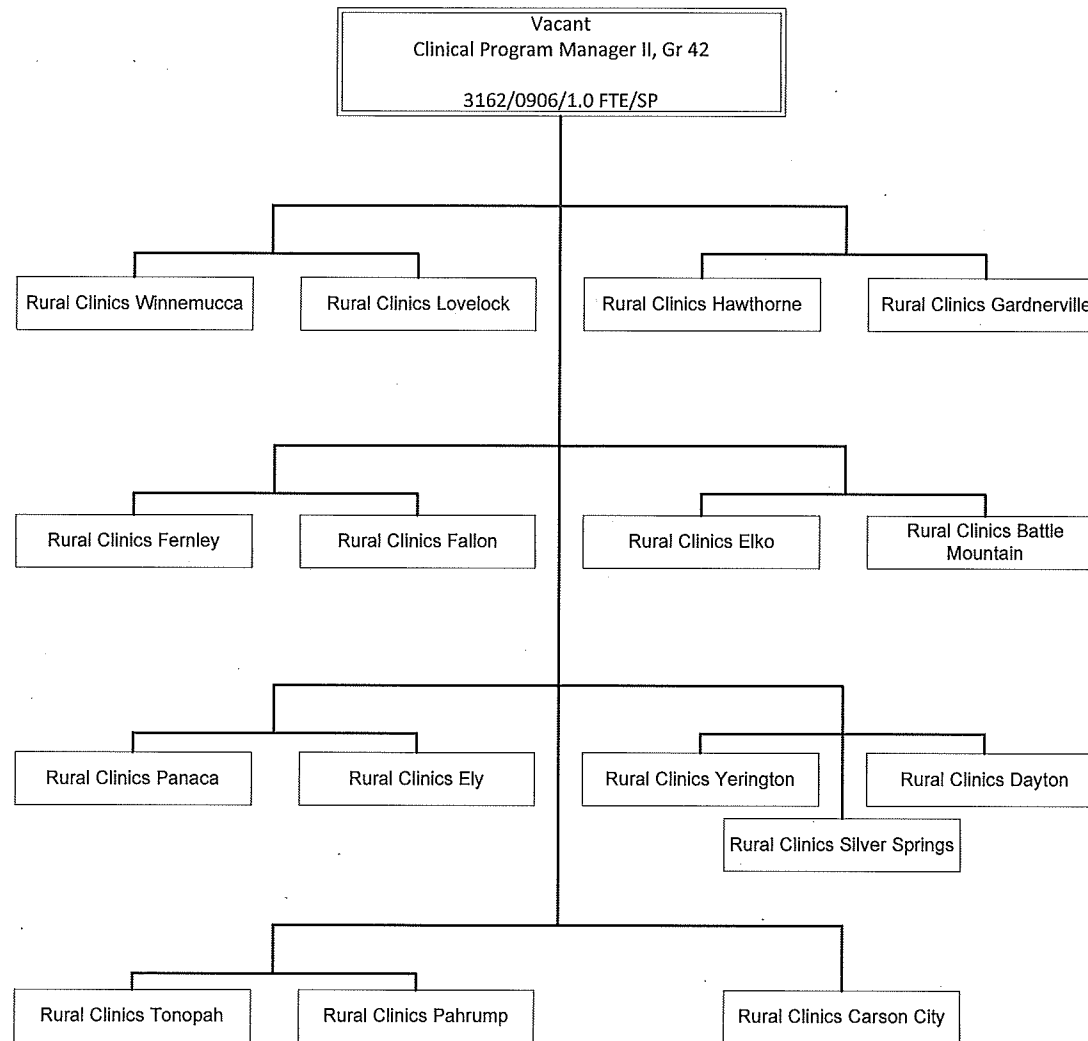 Vacant
Clinical Program Manager II, Gr 42
3162/0906/1.0 FTE/SP
Rural Clinics Winnemucca
Rural Clinics Lovelock
Rural Clinics Hawthorne
Rural Clinics Gardnerville
Rural Clinics Fernley
Rural Clinics Fallon
Rural Clinics Elko
Rural Clinics Battle
Mountain
Rural Clinics Panaca
Rural Clinics Ely
Rural Clinics Yerington
Rural Clinics Dayton
Rural Clinics Silver Springs
Rural Clinics Tonopah
Rural Clinics Pahrump
Rural Clinics Carson City